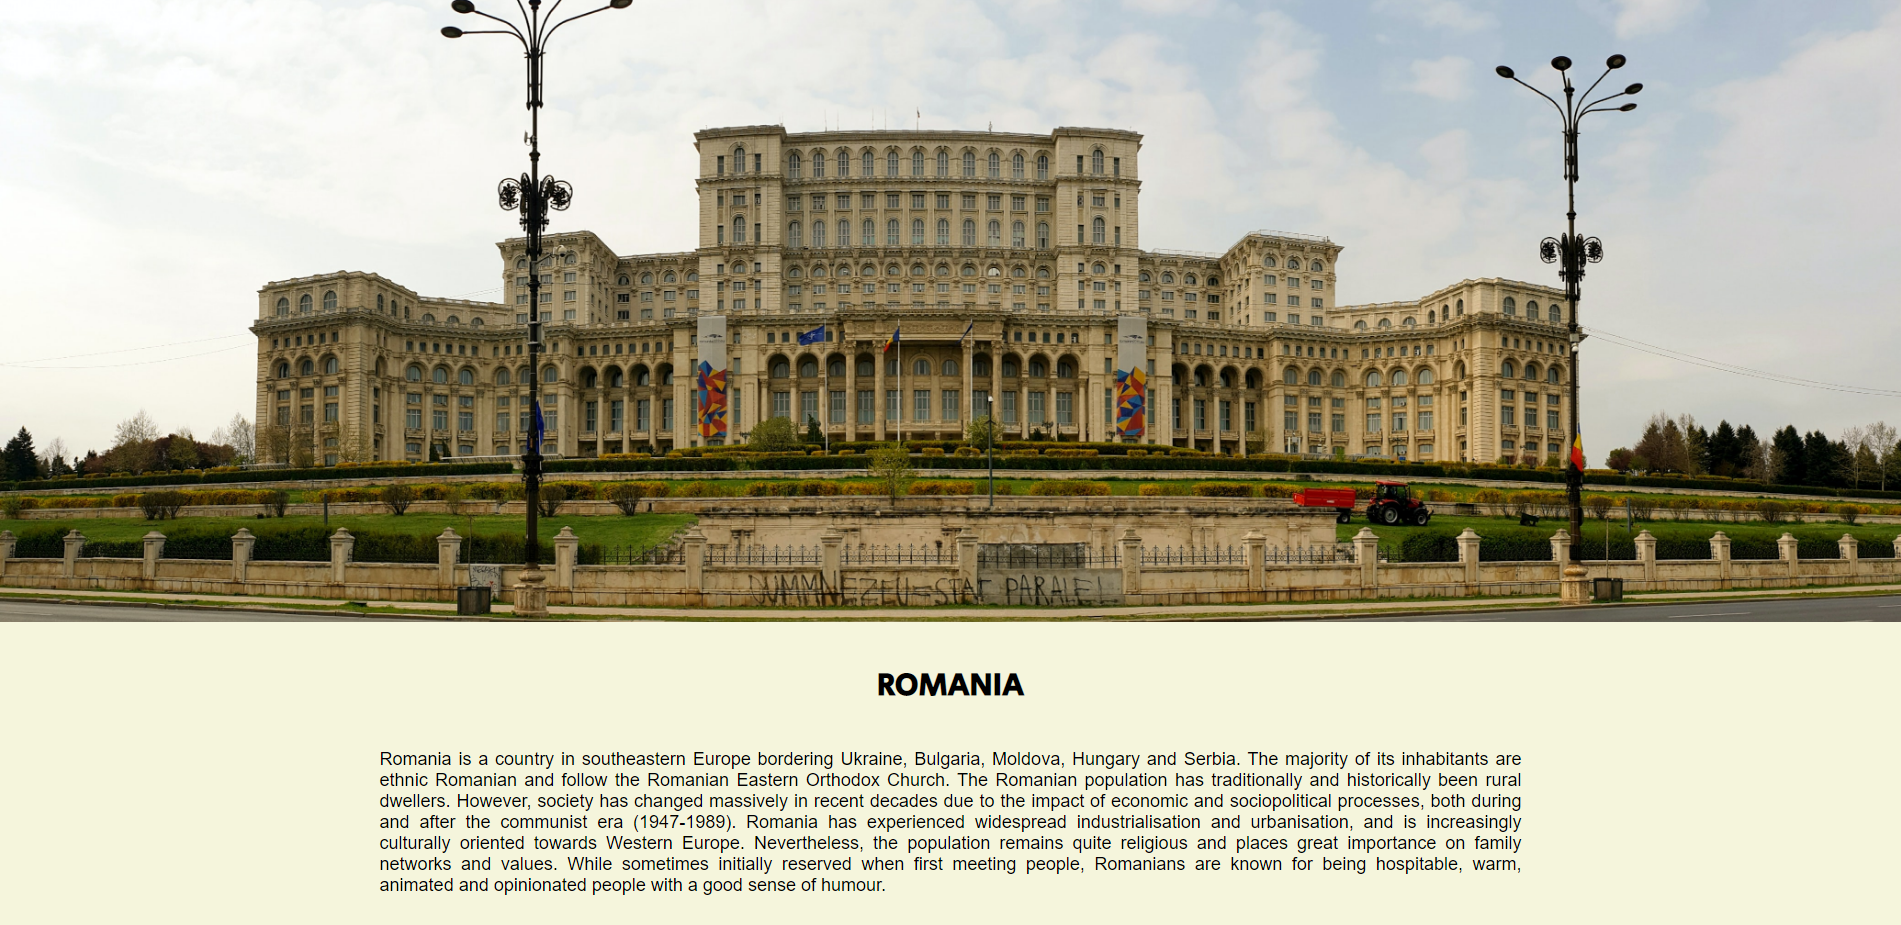 DUMMNEZEU=STAT PARALEL
ROMANIA
Romania is a country in southeastern Europe bordering Ukraine, Bulgaria, Moldova, Hungary and Serbia. The majority of its inhabitants are
ethnic Romanian and follow the Romanian Eastern Orthodox Church. The Romanian population has traditionally and historically been rural
dwellers. However, society has changed massively in recent decades due to the impact of economic and sociopolitical processes, both during
and after the communist era (1947-1989). Romania has experienced widespread industrialisation and urbanisation, and is increasingly
culturally oriented towards Western Europe. Nevertheless, the population remains quite religious and places great importance on family
networks and values. While sometimes initially reserved when first meeting people, Romanians are known for being hospitable, warm,
animated and opinionated people with a good sense of humour.